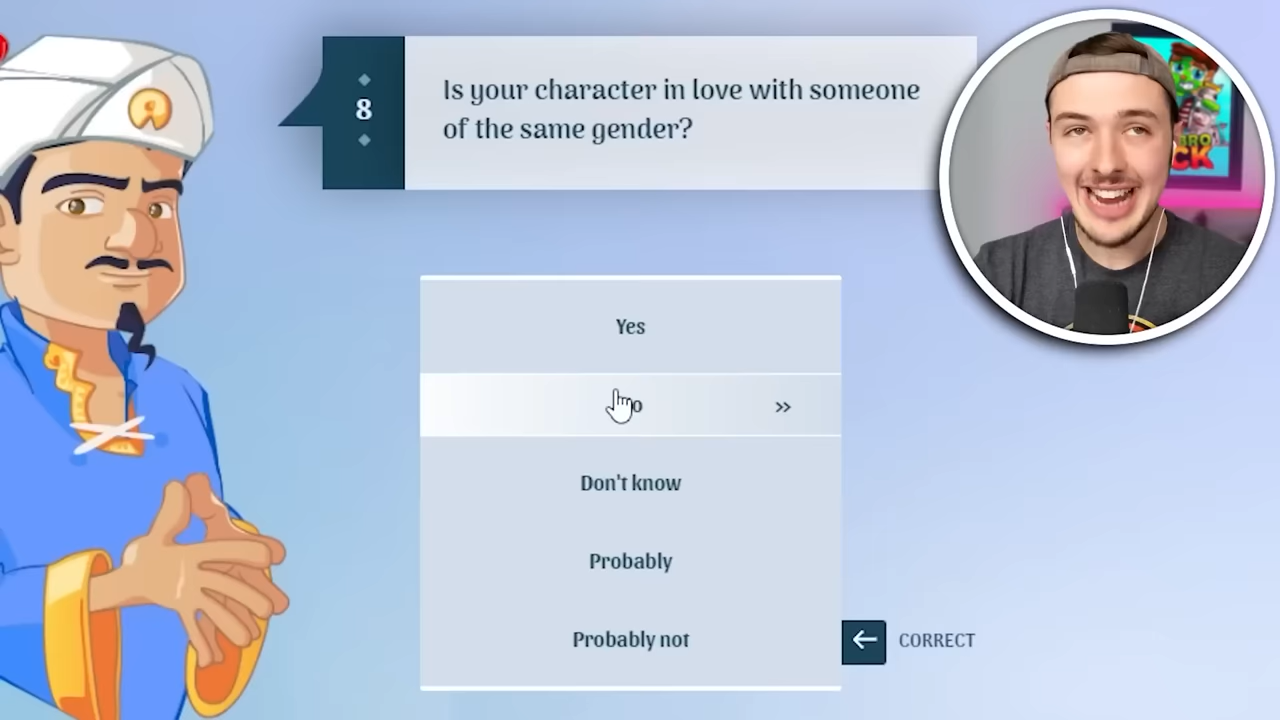 8
Is your character in love with someone
of the same gender?
Yes
Don't know
Probably
Probably not
CORRECT